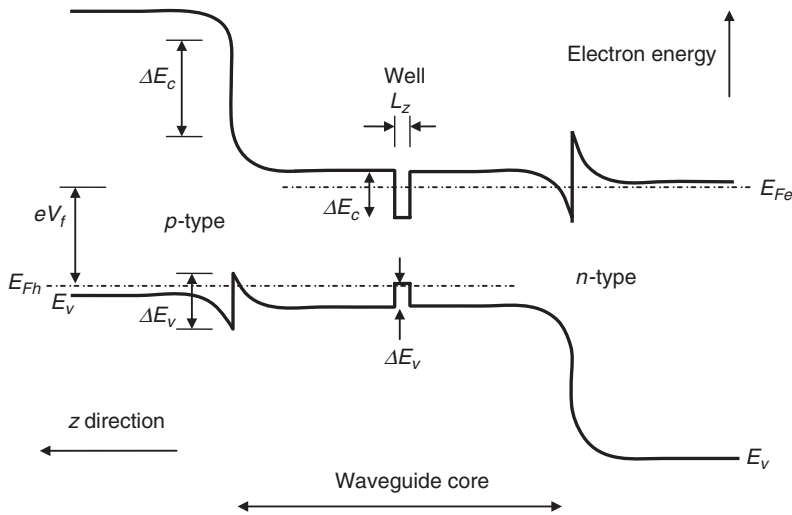 Electron energy
ΔE_c
Well
L_z
E_Fe
ΔE_c
eV_f
p-type
n-type
E_Fh
E_v
ΔE_v
ΔE_v
z direction
E_v
Waveguide core